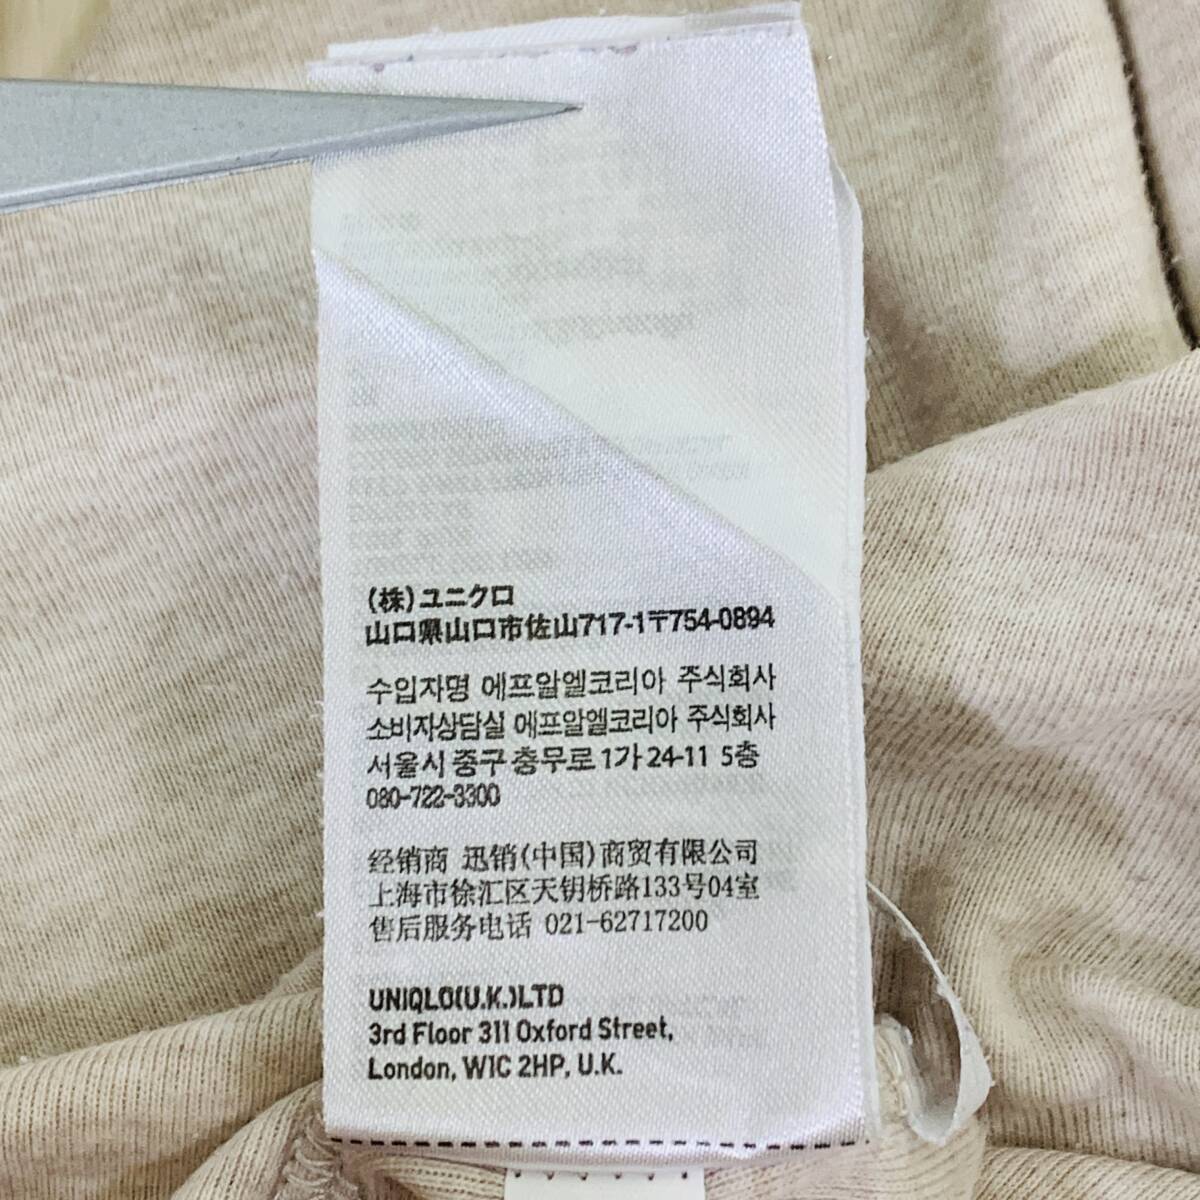 (株)ユニクロ
山口県山口市佐山717-1〒754-0894
수입자명 에프알엘코리아 주식회사
소비자상담실 에프알엘코리아 주식회사
서울시 중구 충무로 1가 24-11 5층
080-722-3300
经销商 迅销(中国)商贸有限公司
上海市徐汇区天钥桥路133号04室
售后服务电话 021-62717200
UNIQLO(U.K.)LTD
3rd Floor 311 Oxford Street,
London, W1C 2HP, U.K.